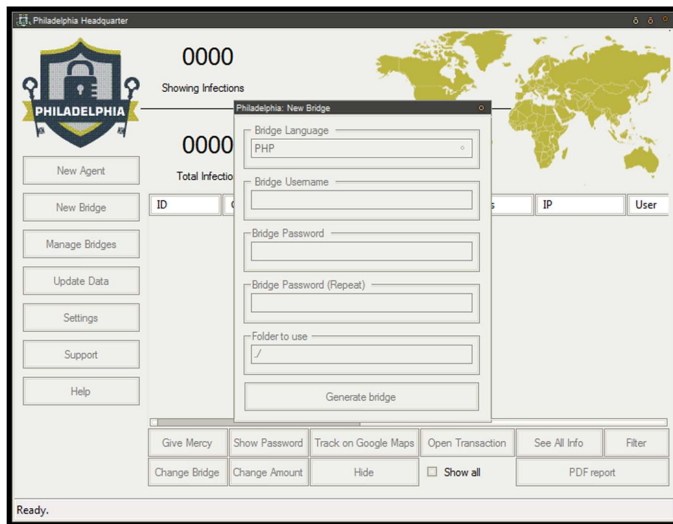 Philadelphia Headquarter
0000
Showing Infections
PHILADELPHIA
0000
Philadelphia: New Bridge
Bridge Language
PHP
Bridge Username
Bridge Password
Bridge Password (Repeat)
Folder to use
./
Generate bridge
New Agent
New Bridge
Manage Bridges
Update Data
Settings
Support
Help
Total Infectio
ID
IP
User
Give Mercy
Show Password
Track on Google Maps
Open Transaction
See All Info
Filter
Change Bridge
Change Amount
Hide
Show all
PDF report
Ready.